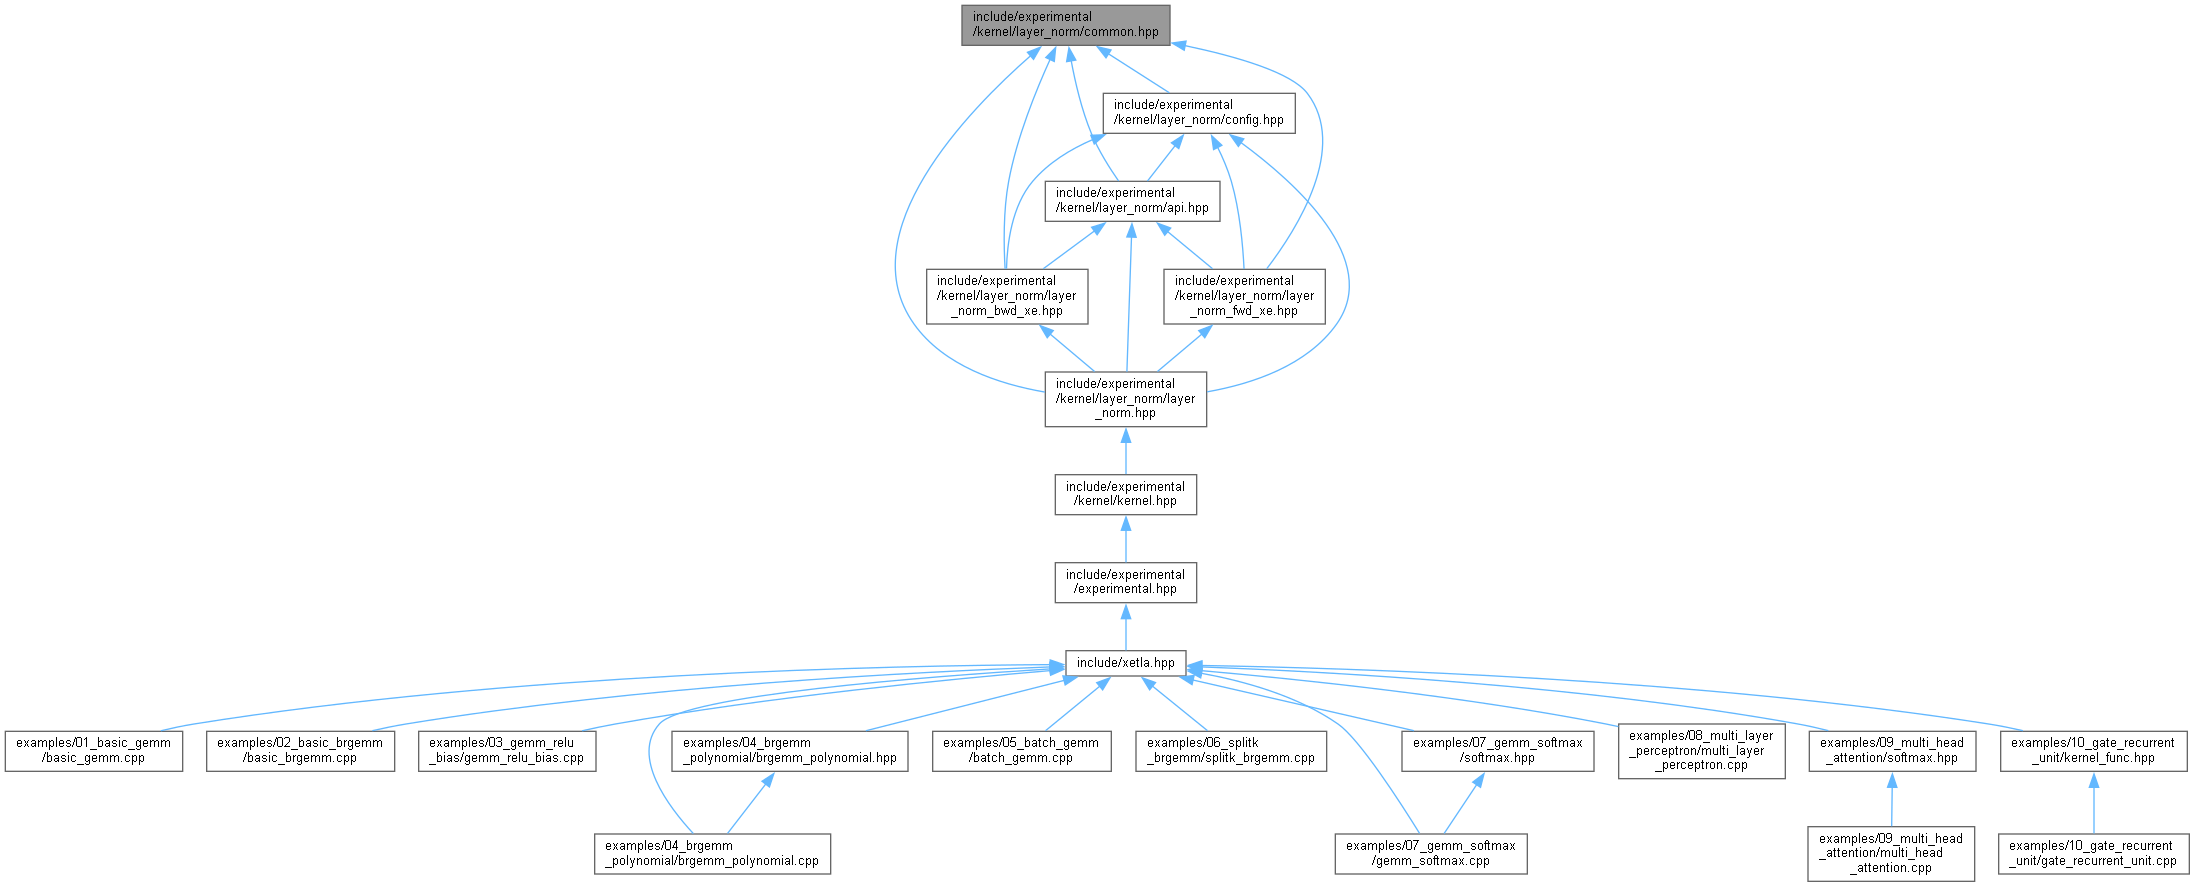 include/experimental
/kernel/layer_norm/common.hpp
include/experimental
/kernel/layer_norm/config.hpp
include/experimental
/kernel/layer_norm/api.hpp
include/experimental
/kernel/layer_norm/layer
_norm_bwd_xe.hpp
include/experimental
/kernel/layer_norm/layer
_norm_fwd_xe.hpp
include/experimental
/kernel/layer_norm/layer
_norm.hpp
include/experimental
/kernel/kernel.hpp
include/experimental
/experimental.hpp
include/xetla.hpp
examples/01_basic_gemm
/basic_gemm.cpp
examples/02_basic_brgemm
/basic_brgemm.cpp
examples/03_gemm_relu
_bias/gemm_relu_bias.cpp
examples/04_brgemm
_polynomial/brgemm_polynomial.hpp
examples/05_batch_gemm
/batch_gemm.cpp
examples/06_splitk
_brgemm/splitk_brgemm.cpp
examples/07_gemm_softmax
/softmax.hpp
examples/08_multi_layer
_perceptron/multi_layer
_perceptron.cpp
examples/09_multi_head
_attention/softmax.hpp
examples/10_gate_recurrent
_unit/kernel_func.hpp
examples/04_brgemm
_polynomial/brgemm_polynomial.cpp
examples/07_gemm_softmax
/gemm_softmax.cpp
examples/09_multi_head
_attention/multi_head
_attention.cpp
examples/10_gate_recurrent
_unit/gate_recurrent_unit.cpp